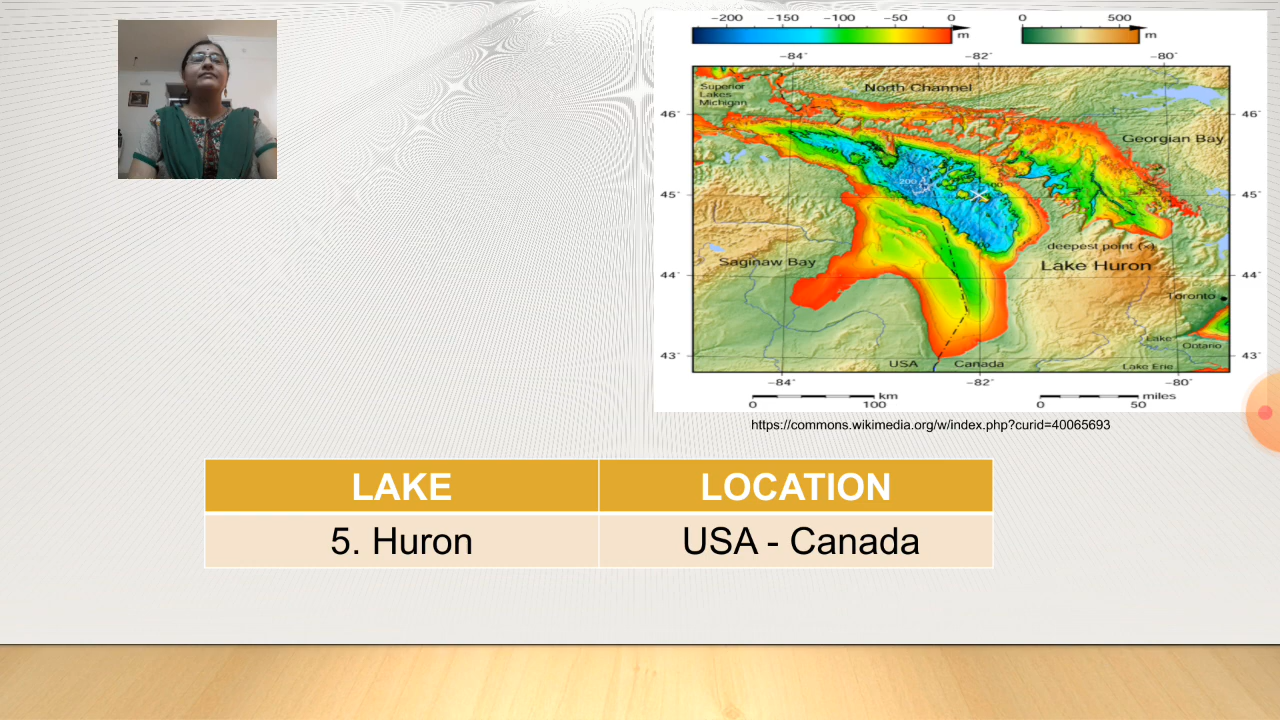 −200 −150 −100 −50 0 m 0 500 m
−84˚ −82˚ −80˚
Superior
Lakes
Michigan
North Channel
46˚ 46˚
Georgian Bay
45˚ 45˚
200
100
deepest point (×)
Saginaw Bay
Lake Huron
44˚ 44˚
Toronto
Lake
Ontario
43˚ 43˚
USA Canada
Lake Erie
−84˚ −82˚ −80˚
km miles
0 100 0 50
https://commons.wikimedia.org/w/index.php?curid=40065693
LAKE LOCATION
5. Huron USA - Canada